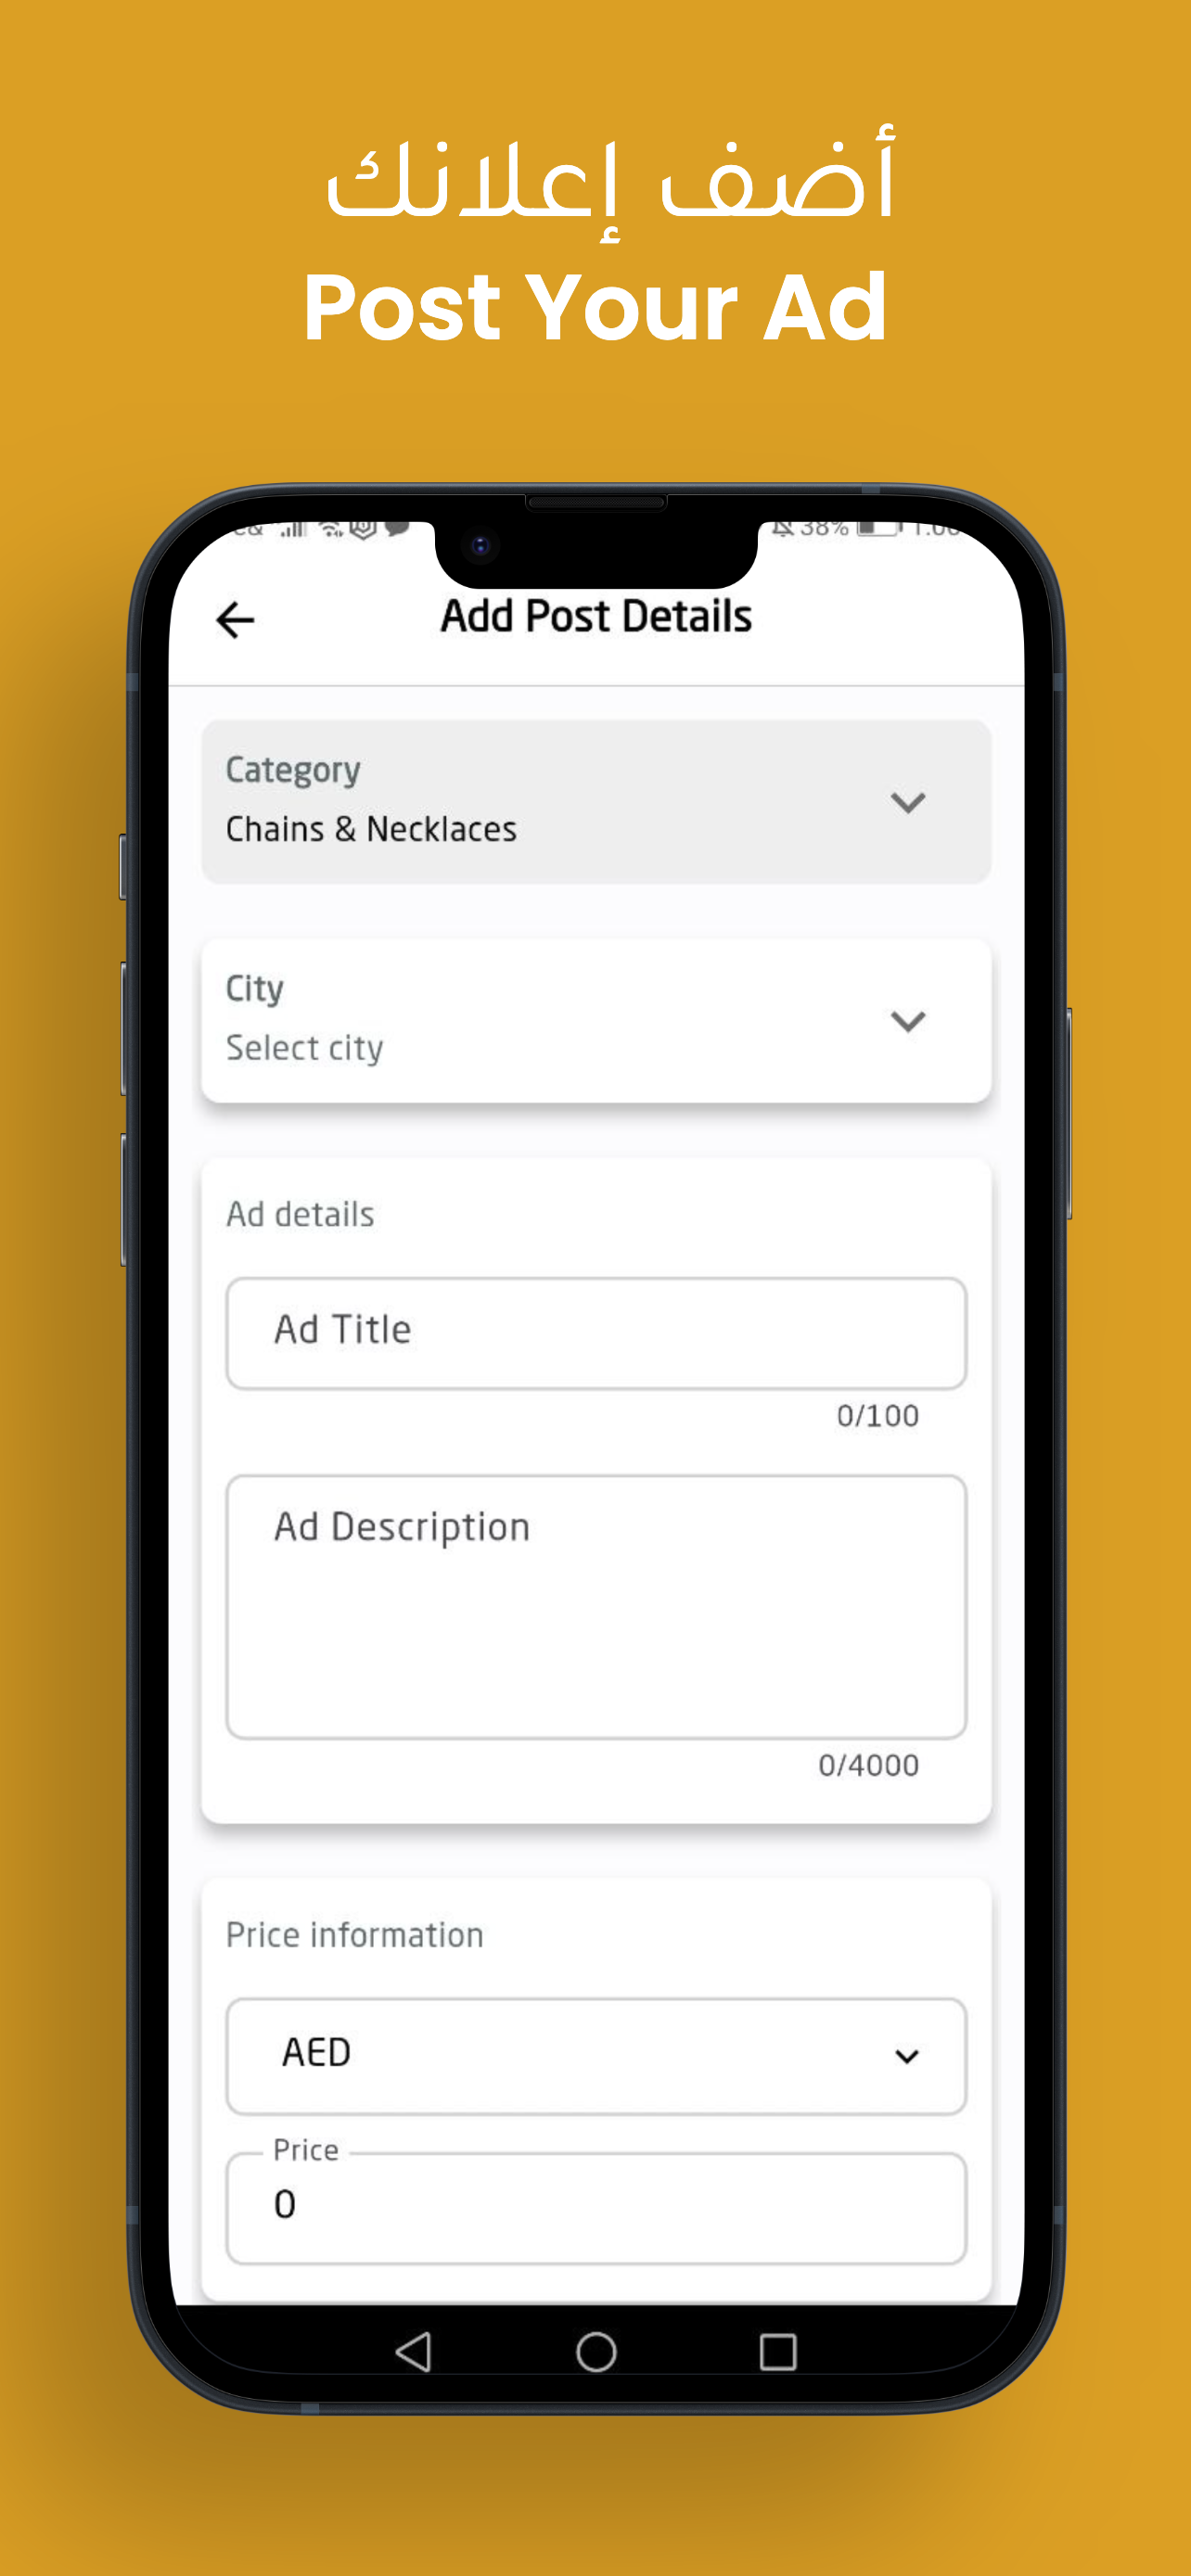 أضف إعلانك
Post Your Ad
38%
Add Post Details
Category
Chains & Necklaces
City
Select city
Ad details
Ad Title
0/100
Ad Description
0/4000
Price information
AED
Price
0